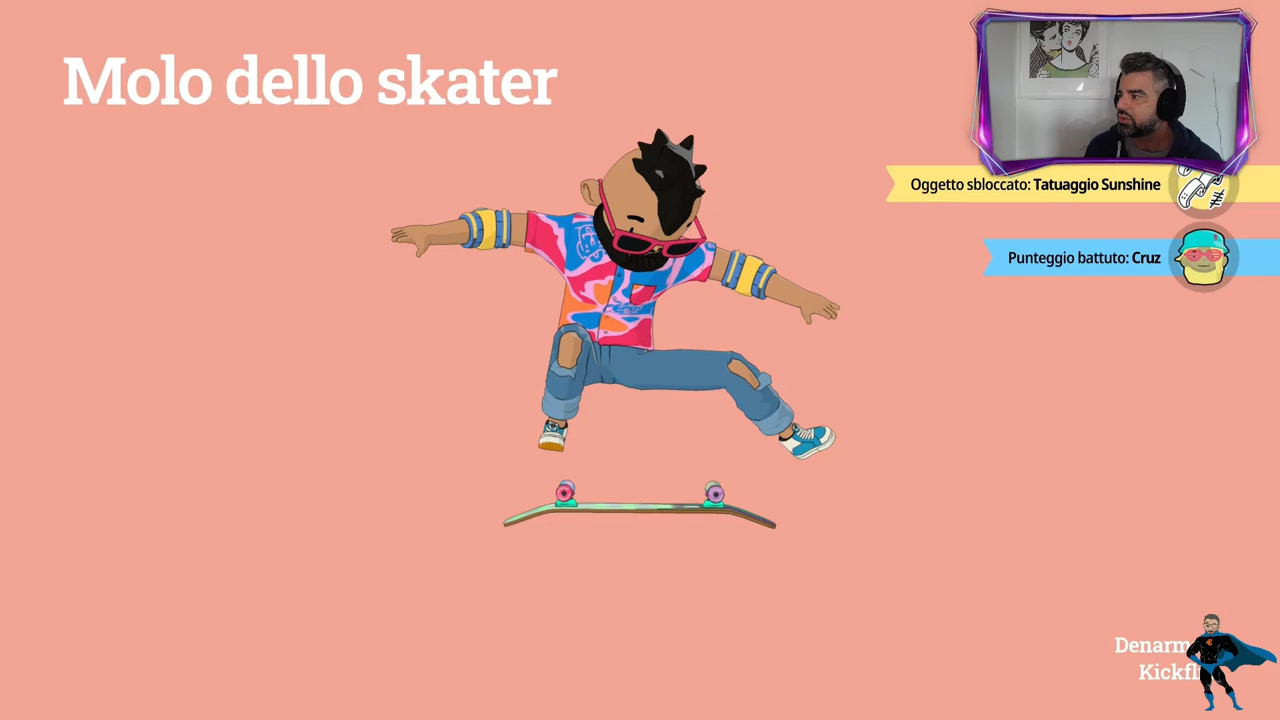 Molo dello skater
Oggetto sbloccato: Tatuaggio Sunshine
Punteggio battuto: Cruz